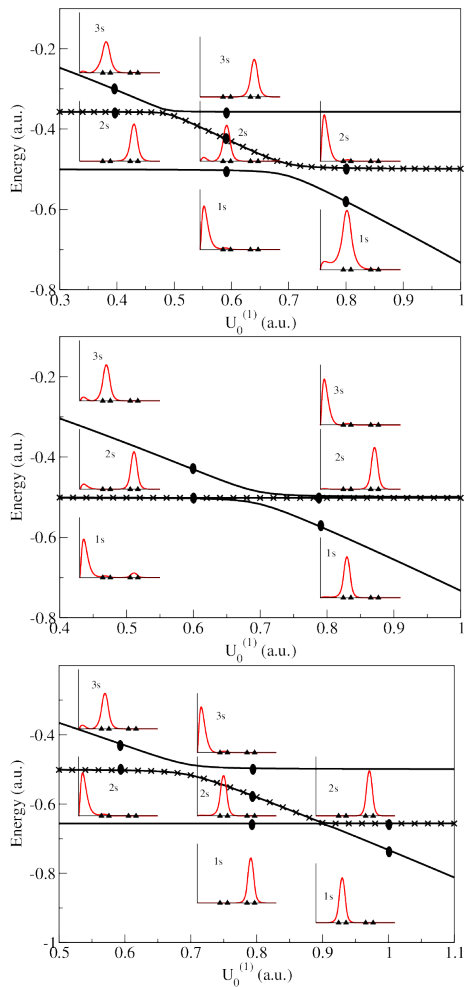 -0.2
3s
3s
Energy (a.u.)
-0.4
2s
2s
2s
-0.6
1s
1s
-0.8
0.3 0.4 0.5 0.6 0.7 0.8 0.9 1
U₀⁽¹⁾ (a.u.)
-0.2
3s
3s
Energy (a.u.)
-0.4
2s
2s
-0.6
1s
1s
-0.8
0.4 0.5 0.6 0.7 0.8 0.9 1
U₀⁽¹⁾ (a.u.)
3s
3s
-0.4
Energy (a.u.)
2s
2s
2s
-0.6
1s
-0.8
1s
-1
0.5 0.6 0.7 0.8 0.9 1 1.1
U₀⁽¹⁾ (a.u.)